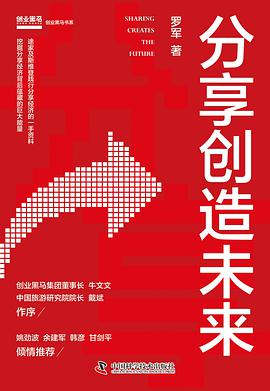 创业黑马 创业黑马书系
SHARING
CREATES
THE
FUTURE
罗军 著
分享创造未来
途家及斯维登践行分享经济的一手资料
挖掘分享经济背后蕴藏的巨大能量
创业黑马集团董事长 牛文文
中国旅游研究院院长 戴斌
作序
姚劲波 余建军 韩彦 甘剑平
倾情推荐
中国科学技术出版社